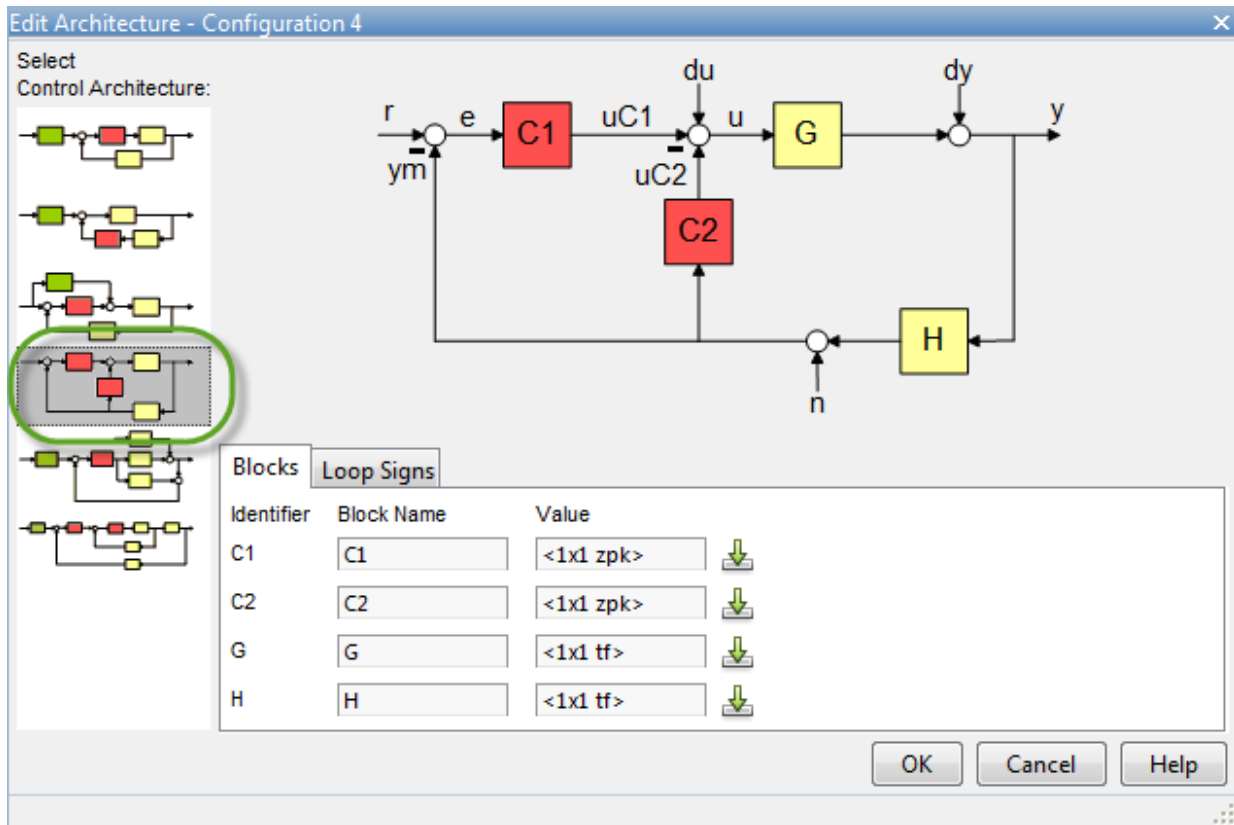 Edit Architecture - Configuration 4
Select
Control Architecture:
du
dy
r
e
C1
uC1
u
G
y
ym
uC2
C2
H
n
Blocks
Loop Signs
Identifier Block Name Value
C1 C1 <1x1 zpk>
C2 C2 <1x1 zpk>
G G <1x1 tf>
H H <1x1 tf>
OK Cancel Help